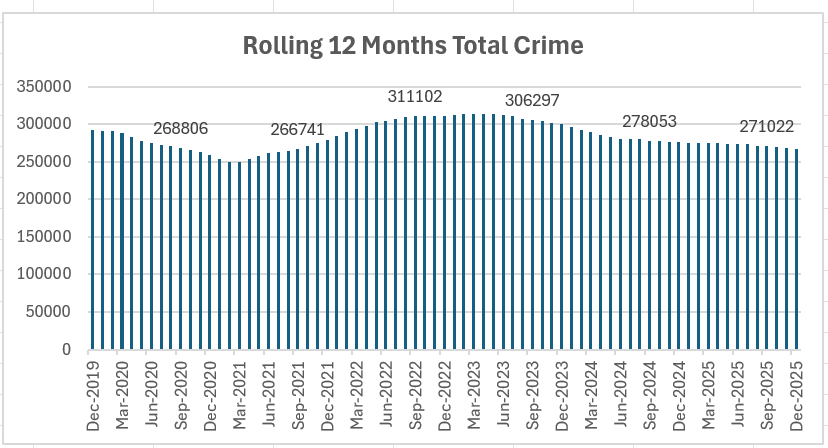 Rolling 12 Months Total Crime
350000
300000
250000
200000
150000
100000
50000
0
268806
266741
311102
306297
278053
271022
Dec-2019
Mar-2020
Jun-2020
Sep-2020
Dec-2020
Mar-2021
Jun-2021
Sep-2021
Dec-2021
Mar-2022
Jun-2022
Sep-2022
Dec-2022
Mar-2023
Jun-2023
Sep-2023
Dec-2023
Mar-2024
Jun-2024
Sep-2024
Dec-2024
Mar-2025
Jun-2025
Sep-2025
Dec-2025